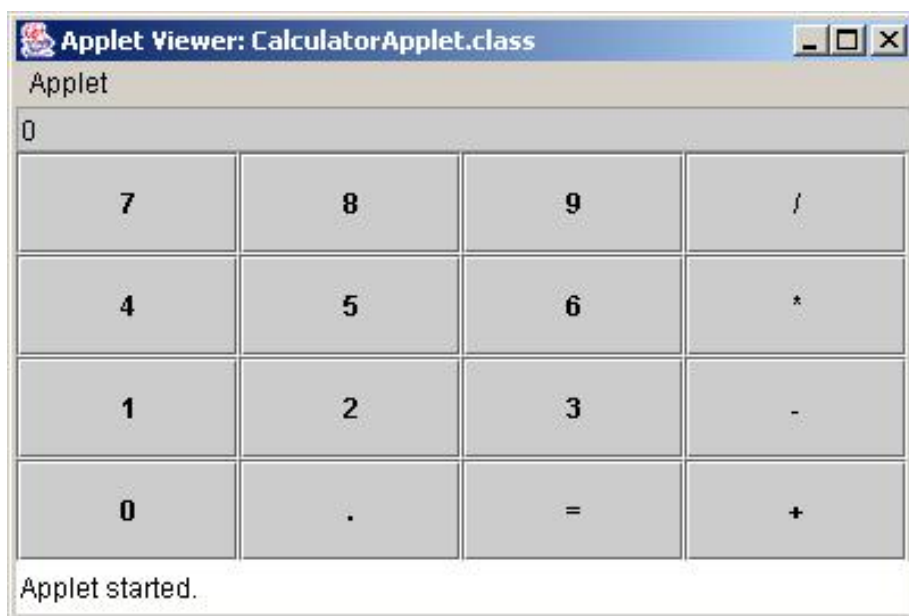 Applet Viewer: CalculatorApplet.class
Applet
0
7 8 9 /
4 5 6 *
1 2 3 -
0 . = +
Applet started.